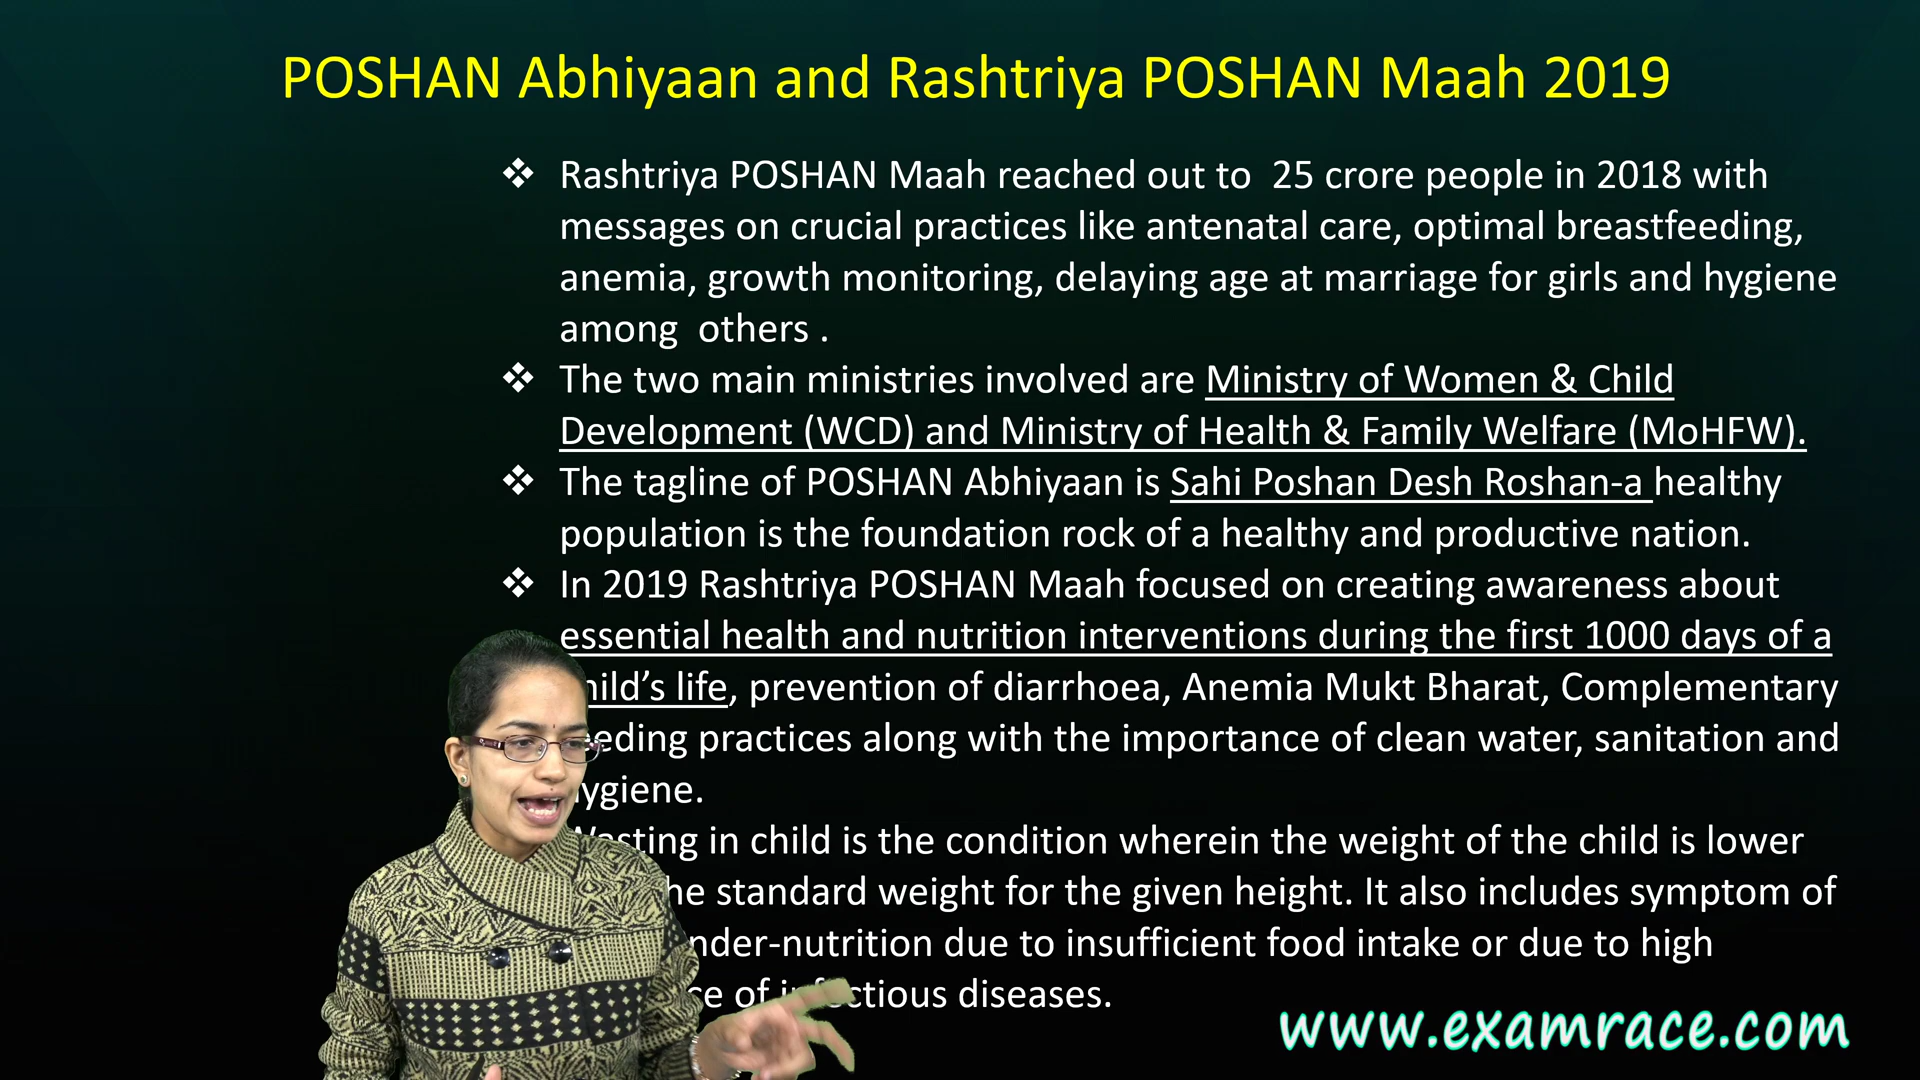 POSHAN Abhiyaan and Rashtriya POSHAN Maah 2019
❖ Rashtriya POSHAN Maah reached out to 25 crore people in 2018 with
messages on crucial practices like antenatal care, optimal breastfeeding,
anemia, growth monitoring, delaying age at marriage for girls and hygiene
among others .
❖ The two main ministries involved are Ministry of Women & Child
Development (WCD) and Ministry of Health & Family Welfare (MoHFW).
❖ The tagline of POSHAN Abhiyaan is Sahi Poshan Desh Roshan-a healthy
population is the foundation rock of a healthy and productive nation.
❖ In 2019 Rashtriya POSHAN Maah focused on creating awareness about
essential health and nutrition interventions during the first 1000 days of a
life, prevention of diarrhoea, Anemia Mukt Bharat, Complementary
practices along with the importance of clean water, sanitation and
Wasting in child is the condition wherein the weight of the child is lower
standard weight for the given height. It also includes symptom of
due to insufficient food intake or due to high
of infectious diseases.
www.examrace.com